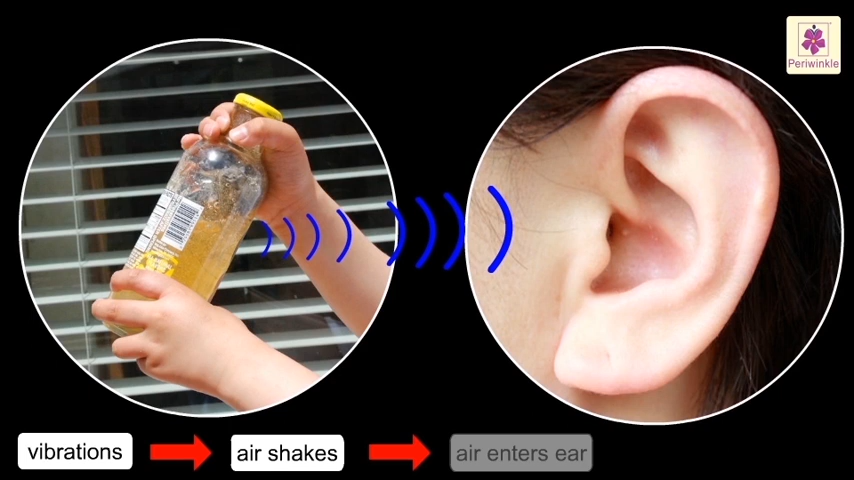 Periwinkle
vibrations
air shakes
air enters ear